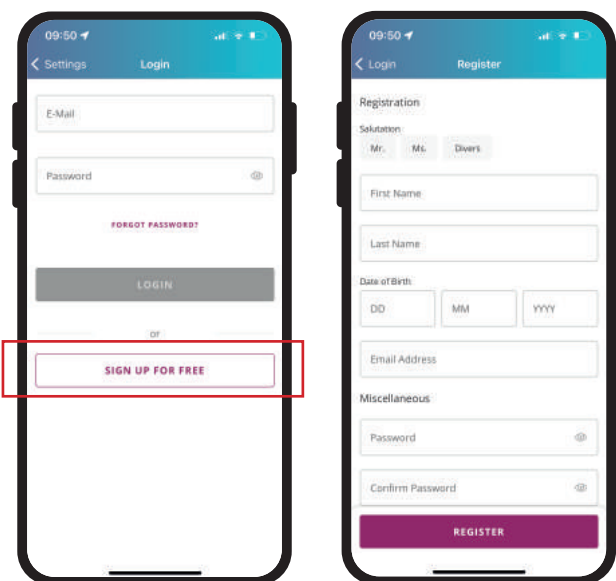 09:50
Settings
Login
E-Mail
Password
FORGOT PASSWORD?
LOGIN
or
SIGN UP FOR FREE
09:50
Login
Register
Registration
Salutation
Mr. Ms. Divers
First Name
Last Name
Date of Birth
DD MM YYYY
Email Address
Miscellaneous
Password
Confirm Password
REGISTER